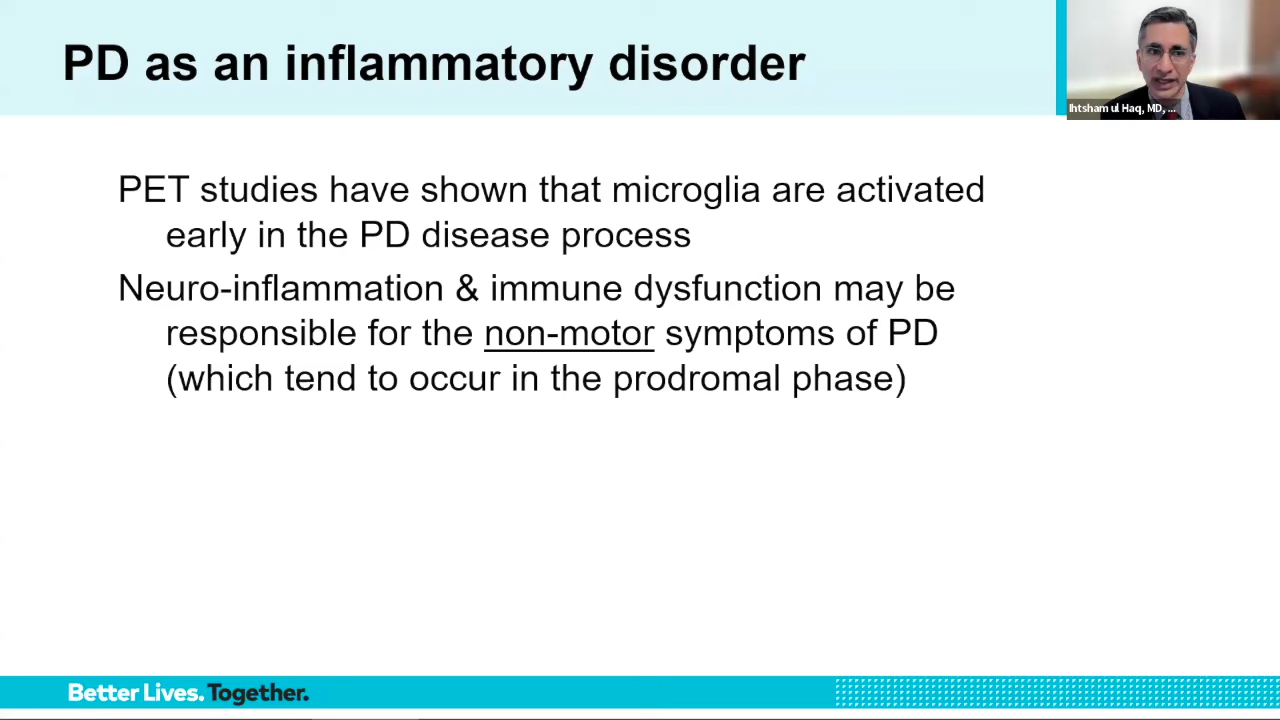 PD as an inflammatory disorder
Ihtsham ul Haq, MD, ...
PET studies have shown that microglia are activated
early in the PD disease process
Neuro-inflammation & immune dysfunction may be
responsible for the non-motor symptoms of PD
(which tend to occur in the prodromal phase)
Better Lives. Together.